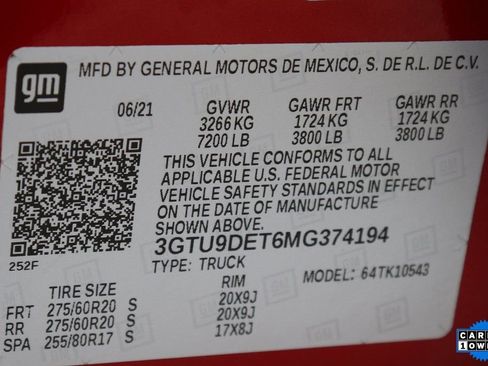 gm
MFD BY GENERAL MOTORS DE MEXICO, S. DE R.L. DE C.V.
06/21 GVWR GAWR FRT GAWR RR
3266 KG 1724 KG 1724 KG
7200 LB 3800 LB 3800 LB
THIS VEHICLE CONFORMS TO ALL
APPLICABLE U.S. FEDERAL MOTOR
VEHICLE SAFETY STANDARDS IN EFFECT
ON THE DATE OF MANUFACTURE
SHOWN ABOVE.
3GTU9DET6MG374194
252F
TYPE: TRUCK MODEL: 64TK10543
TIRE SIZE RIM
FRT 275/60R20 S 20X9J
RR 275/60R20 S 20X9J
SPA 255/80R17 S 17X8J
1